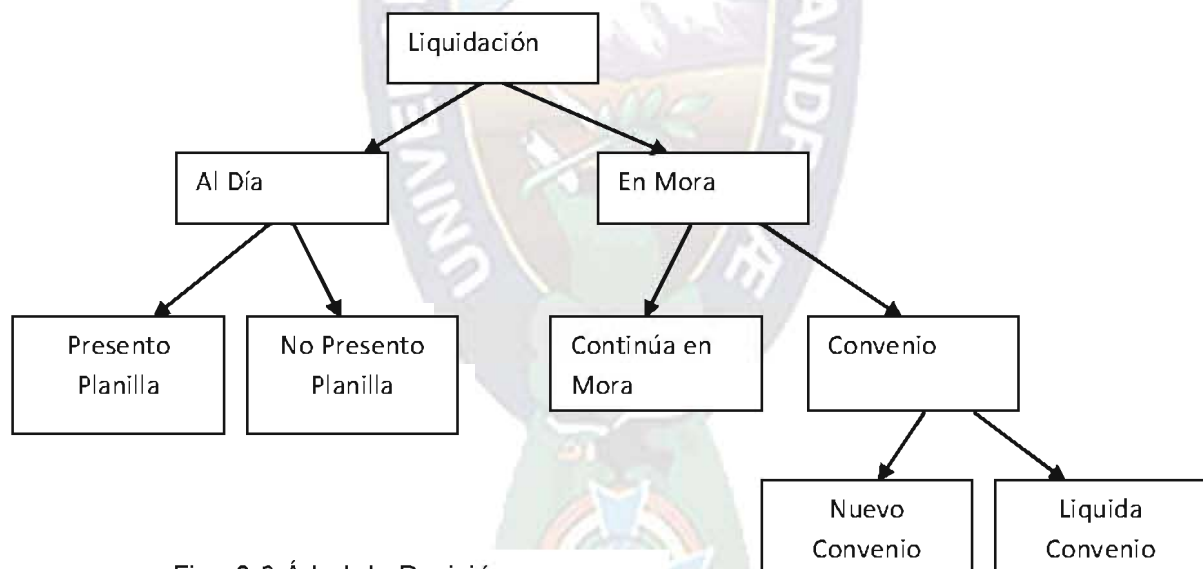 Liquidación
Al Día
En Mora
Presento
Planilla
No Presento
Planilla
Continúa en
Mora
Convenio
Nuevo
Convenio
Liquida
Convenio